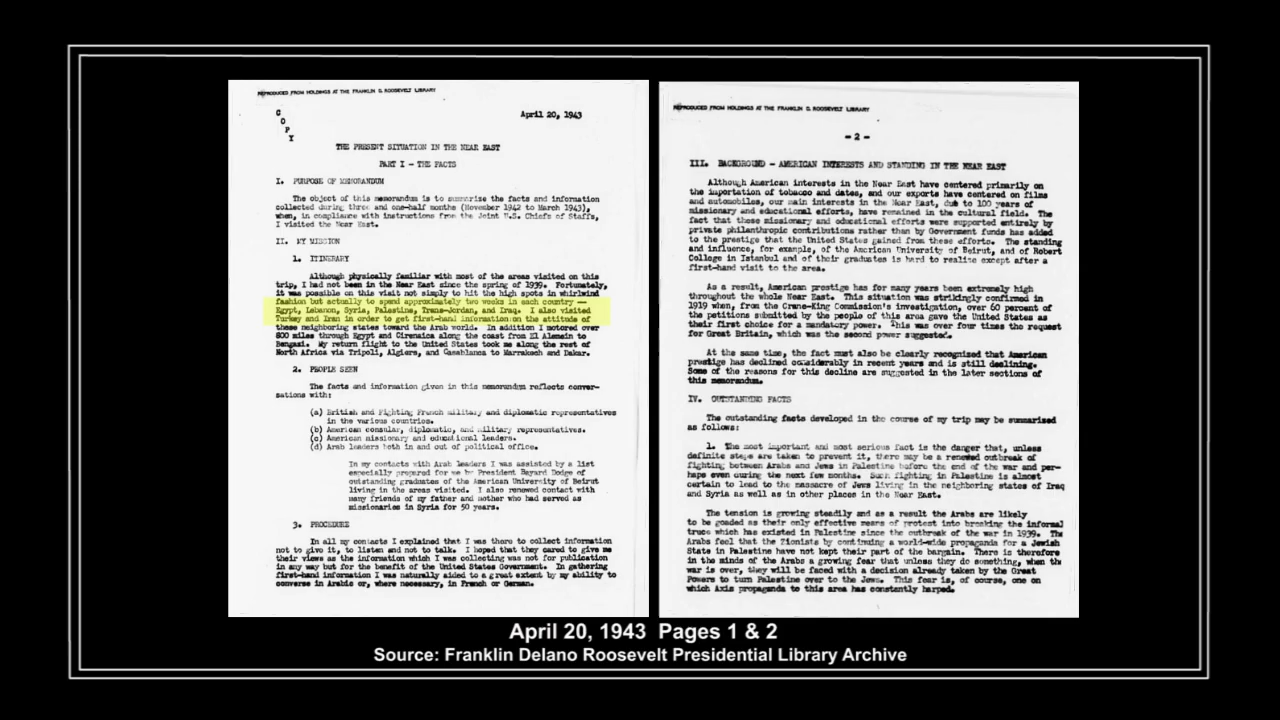 REPRODUCED FROM HOLDINGS AT THE FRANKLIN D. ROOSEVELT LIBRARY
C
O
P
Y
April 20, 1943
THE PRESENT SITUATION IN THE NEAR EAST
PART I - THE FACTS
I. PURPOSE OF MEMORANDUM
The object of this memorandum is to summarize the facts and information
collected during three and one-half months (November 1942 to March 1943),
when, in compliance with instructions from the Joint U.S. Chiefs of Staffs,
I visited the Near East.
II. MY MISSION
1. ITINERARY
Although physically familiar with most of the areas visited on this
trip, I had not been in the Near East since the spring of 1939. Fortunately,
it was possible on this visit not simply to hit the high spots in whirlwind
fashion but actually to spend approximately two weeks in each country —
Egypt, Lebanon, Syria, Palestine, Trans-Jordan, and Iraq. I also visited
Turkey and Iran in order to get first-hand information on the attitude of
these neighboring states toward the Arab world. In addition I motored over
800 miles through Egypt and Cirenaica along the coast from El Alemein to
Bengazi. My return flight to the United States took me along the rest of
North Africa via Tripoli, Algiers, and Casablanca to Marrakesh and Dakar.
2. PEOPLE SEEN
The facts and information given in this memorandum reflects conver-
sations with:
(a) British and Fighting French military and diplomatic representatives
in the various countries.
(b) American consular, diplomatic, and military representatives.
(c) American missionary and educational leaders.
(d) Arab leaders both in and out of political office.
In my contacts with Arab leaders I was assisted by a list
especially prepared for me by President Bayard Dodge of
outstanding graduates of the American University of Beirut
living in the areas visited. I also renewed contact with
many friends of my father and mother who had served as
missionaries in Syria for 50 years.
3. PROCEDURE
In all my contacts I explained that I was there to collect information
not to give it, to listen and not to talk. I hoped that they cared to give me
their views as the information which I was collecting was not for publication
in any way but for the benefit of the United States Government. In gathering
first-hand information I was naturally aided to a great extent by my ability to
converse in Arabic or, where necessary, in French or German.
REPRODUCED FROM HOLDINGS AT THE FRANKLIN D. ROOSEVELT LIBRARY
- 2 -
III. BACKGROUND - AMERICAN INTERESTS AND STANDING IN THE NEAR EAST
Although American interests in the Near East have centered primarily on
the importation of tobacco and dates, and our exports have centered on films
and automobiles, our main interests in the Near East, due to 100 years of
missionary and educational efforts, have remained in the cultural field. The
fact that these missionary and educational efforts were supported entirely by
private philanthropic contributions rather than by Government funds has added
to the prestige that the United States gained from these efforts. The standing
and influence, for example, of the American University of Beirut, and of Robert
College in Istanbul and of their graduates is hard to realize except after a
first-hand visit to the area.
As a result, American prestige has for many years been extremely high
throughout the whole Near East. This situation was strikingly confirmed in
1919 when, from the Crane-King Commission's investigation, over 60 percent of
the petitions submitted by the people of this area gave the United States as
their first choice for a mandatory power. This was over four times the request
for Great Britain, which was the second power suggested.
At the same time, the fact must also be clearly recognized that American
prestige has declined considerably in recent years and is still declining.
Some of the reasons for this decline are suggested in the later sections of
this memorandum.
IV. OUTSTANDING FACTS
The outstanding facts developed in the course of my trip may be summarized
as follows:
1. The most important and most serious fact is the danger that, unless
definite steps are taken to prevent it, there may be a renewed outbreak of
fighting between Arabs and Jews in Palestine before the end of the war and per-
haps even during the next few months. Such fighting in Palestine is almost
certain to lead to the massacre of Jews living in the neighboring states of Iraq
and Syria as well as in other places in the Near East.
The tension is growing steadily and as a result the Arabs are likely
to be goaded as their only effective means of protest into breaking the informal
truce which has existed in Palestine since the outbreak of the war in 1939. The
Arabs feel that the Zionists by continuing a world-wide propaganda for a Jewish
State in Palestine have not kept their part of the bargain. There is therefore
in the minds of the Arabs a growing fear that unless they do something, when the
war is over, they will be faced with a decision already taken by the Great
Powers to turn Palestine over to the Jews. This fear is, of course, one on
which Axis propaganda to this area has constantly harped.
April 20, 1943 Pages 1 & 2
Source: Franklin Delano Roosevelt Presidential Library Archive